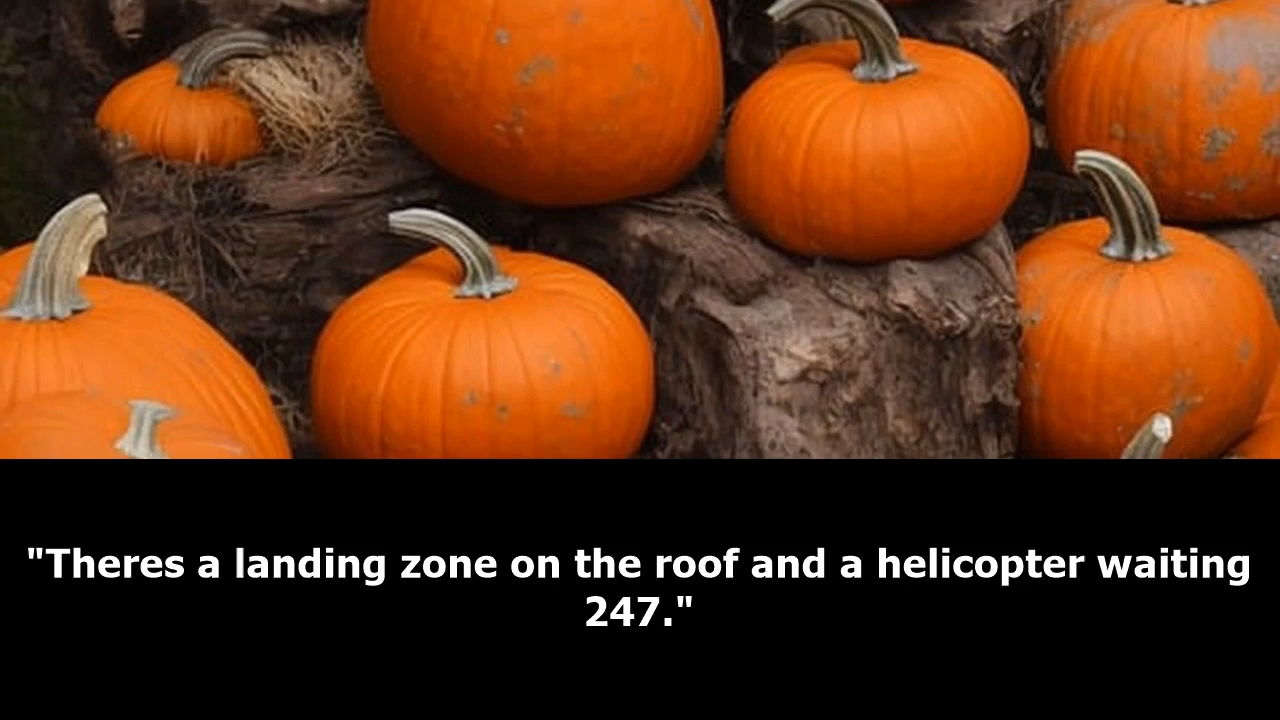 "Theres a landing zone on the roof and a helicopter waiting
247."